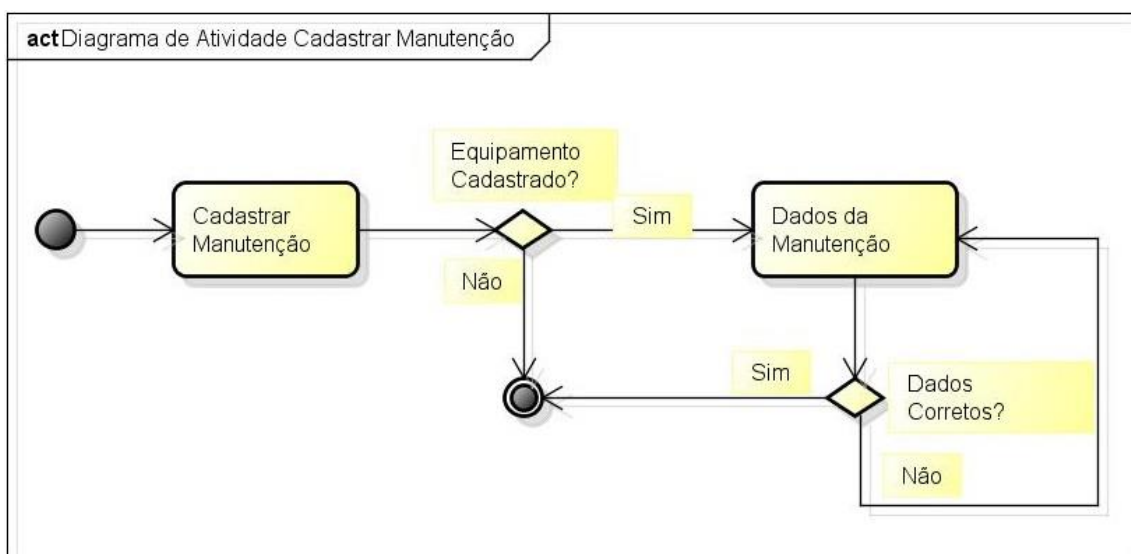 act Diagrama de Atividade Cadastrar Manutenção
Equipamento
Cadastrado?
Cadastrar
Manutenção
Sim
Dados da
Manutenção
Não
Sim
Dados
Corretos?
Não